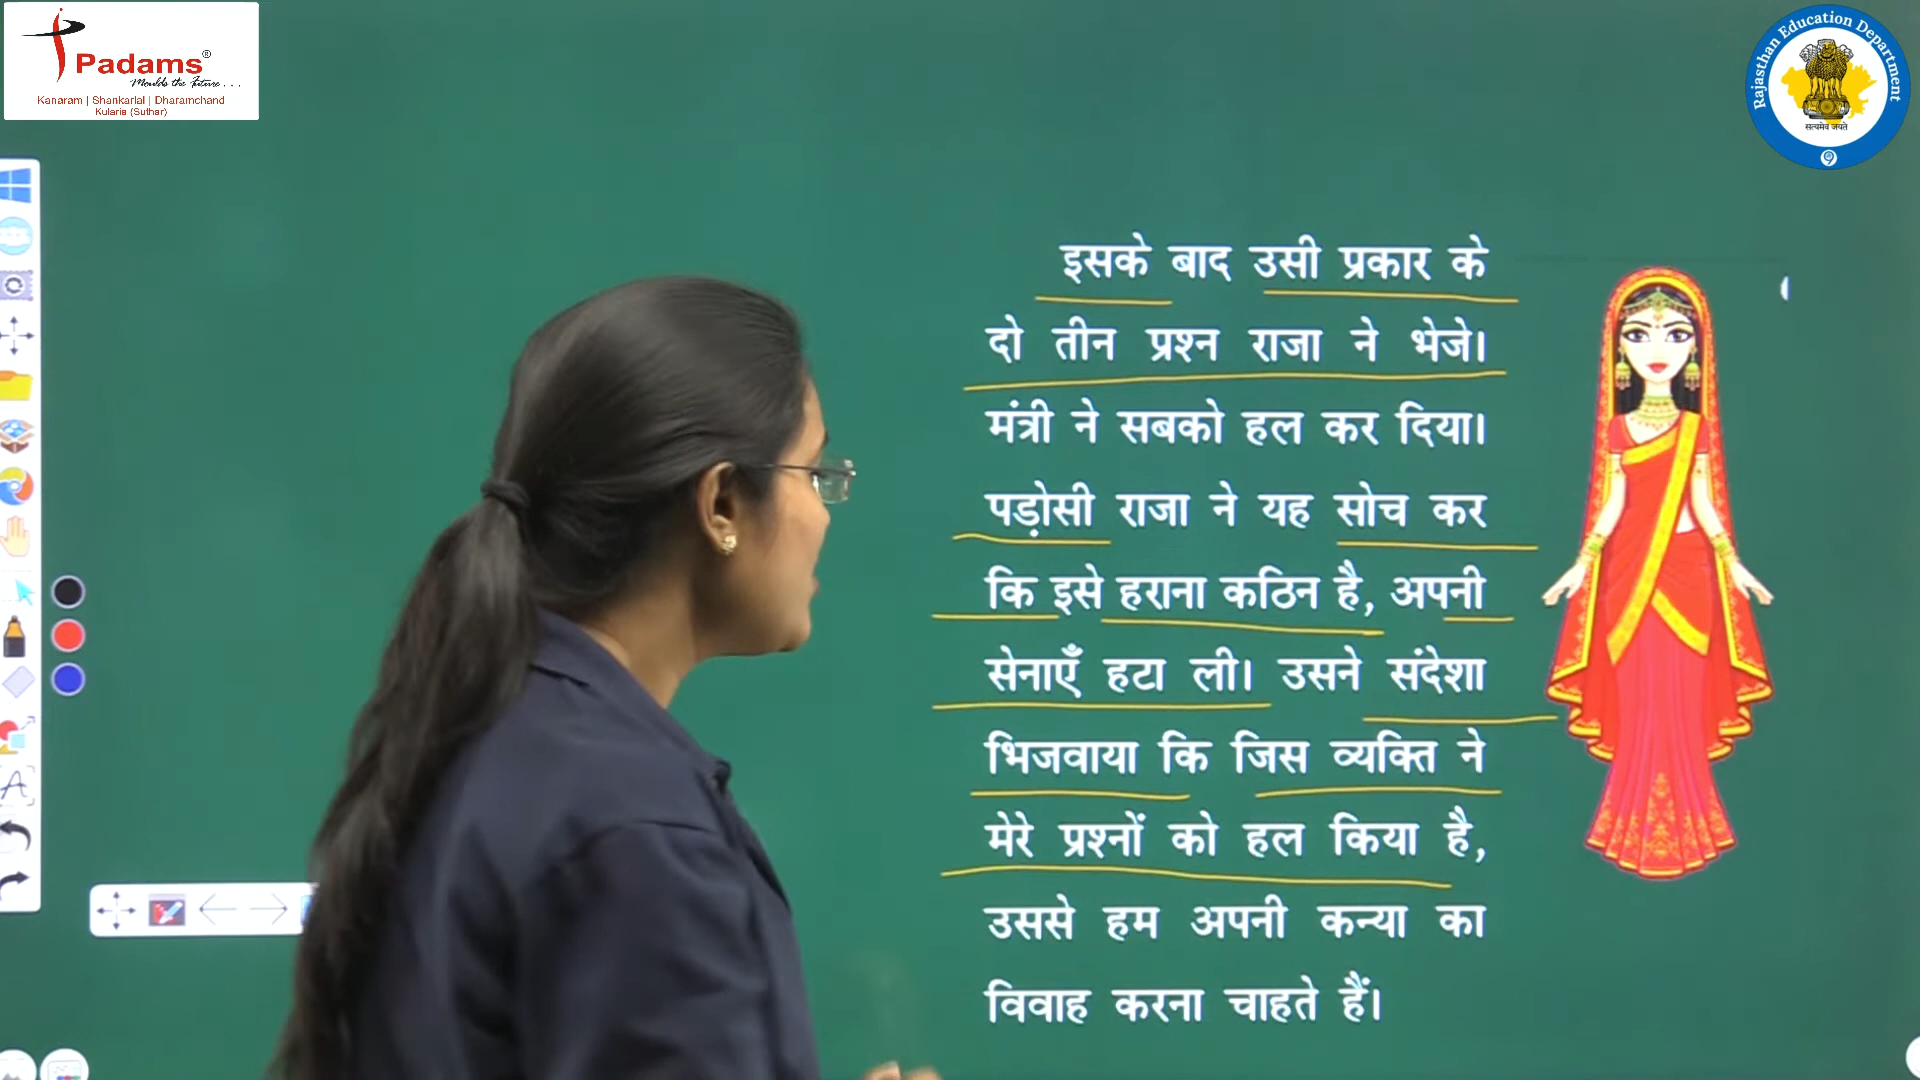 Padams®
Moulds the Future . . .
Kanaram | Shankarlal | Dharamchand
Kularia (Suthar)
Rajasthan Education Department
सत्यमेव जयते
इसके बाद उसी प्रकार के
दो तीन प्रश्न राजा ने भेजे।
मंत्री ने सबको हल कर दिया।
पड़ोसी राजा ने यह सोच कर
कि इसे हराना कठिन है, अपनी
सेनाएँ हटा ली। उसने संदेशा
भिजवाया कि जिस व्यक्ति ने
मेरे प्रश्नों को हल किया है,
उससे हम अपनी कन्या का
विवाह करना चाहते हैं।